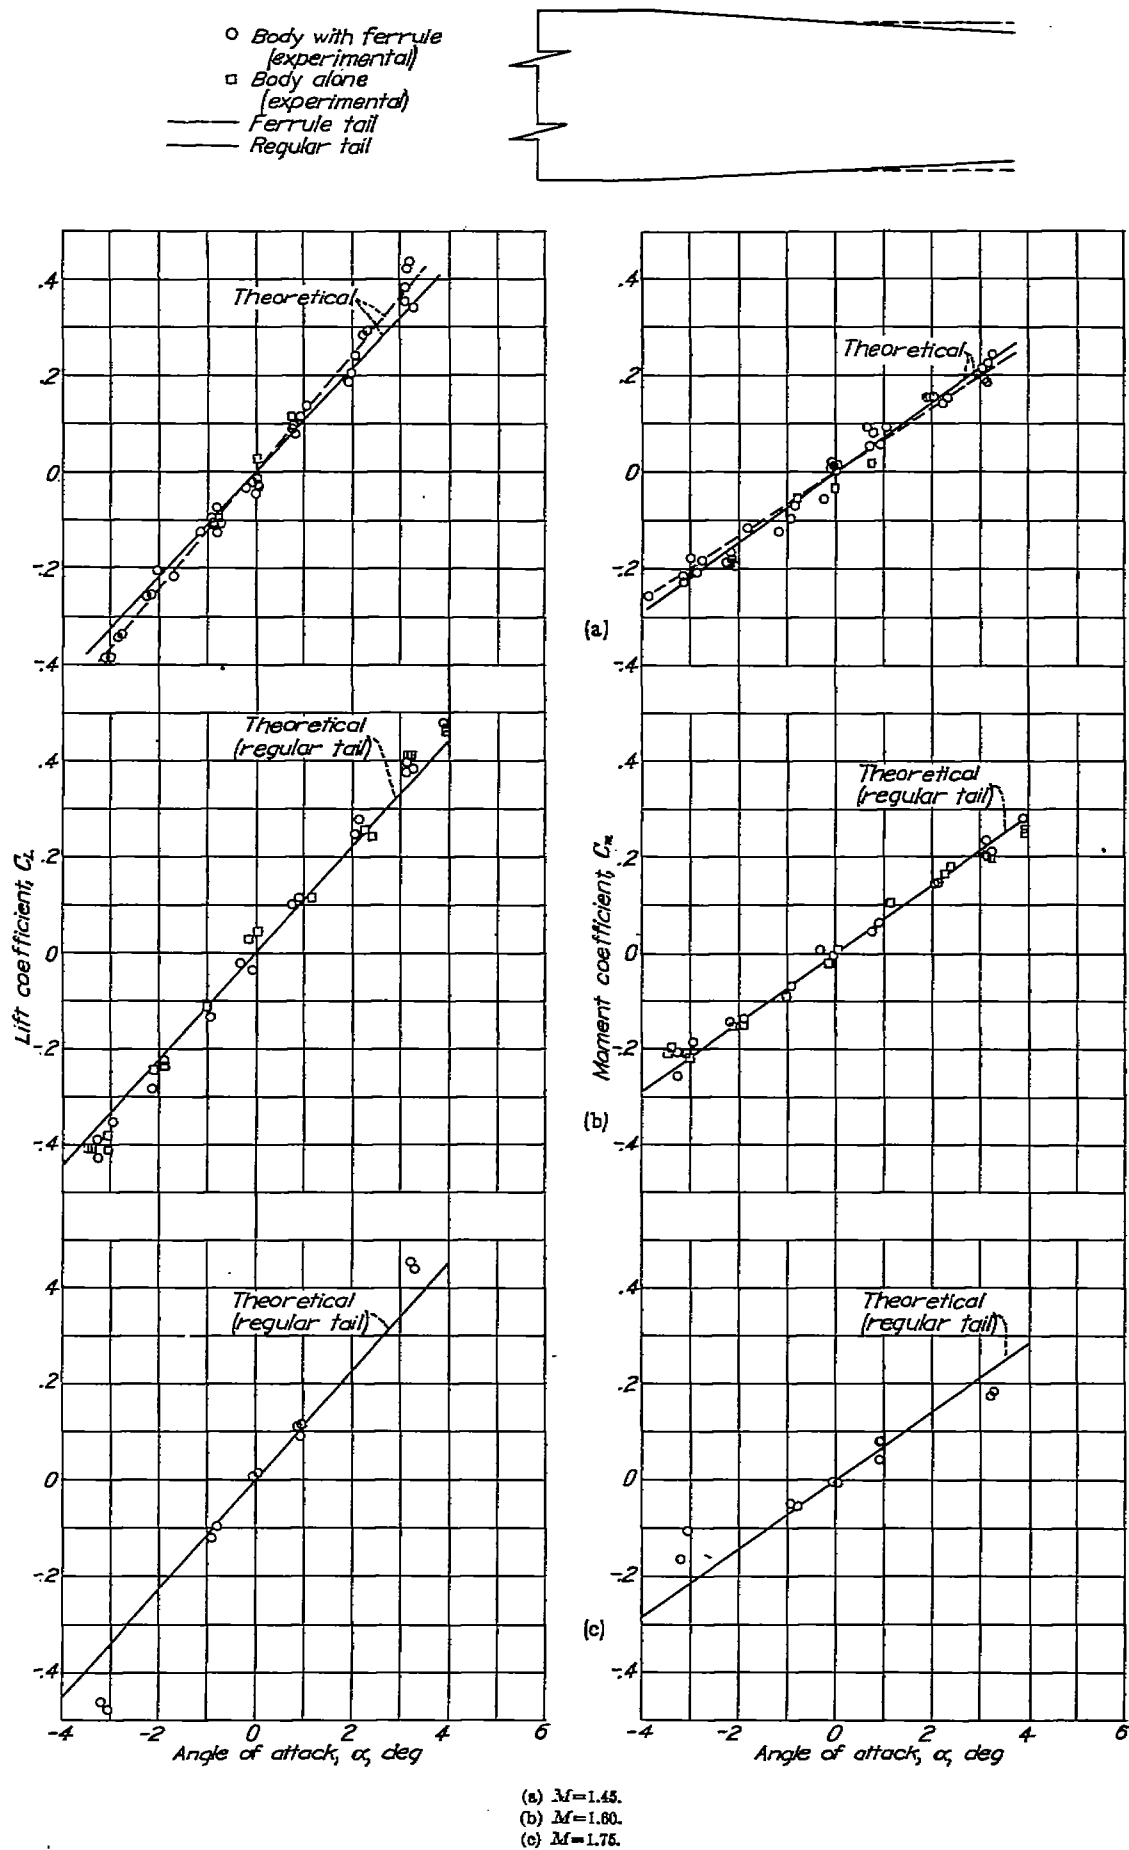 Body with ferrule
(experimental)
Body alone
(experimental)
Ferrule tail
Regular tail
.4
.2
0
-.2
-.4
Theoretical
.4
.2
0
-.2
-.4
Theoretical
(a)
.4
.2
0
-.2
-.4
Theoretical
(regular tail)
Lift coefficient, C_L
.4
.2
0
-.2
-.4
Theoretical
(regular tail)
Moment coefficient, C_m
(b)
.4
.2
0
-.2
-.4
Theoretical
(regular tail)
-4 -2 0 2 4 6
Angle of attack, α, deg
.4
.2
0
-.2
-.4
Theoretical
(regular tail)
(c)
-4 -2 0 2 4 6
Angle of attack, α, deg
(a) M=1.45.
(b) M=1.60.
(c) M=1.75.